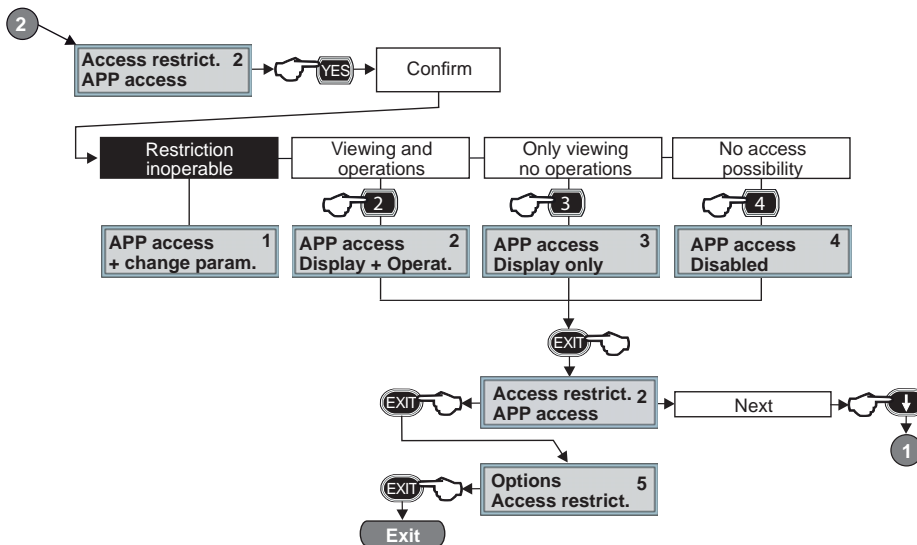 2
Access restrict. 2
APP access
YES
Confirm
Restriction
inoperable
Viewing and
operations
Only viewing
no operations
No access
possibility
2
3
4
APP access 1
+ change param.
APP access 2
Display + Operat.
APP access 3
Display only
APP access 4
Disabled
EXIT
EXIT
Access restrict. 2
APP access
Next
1
EXIT
Options 5
Access restrict.
Exit